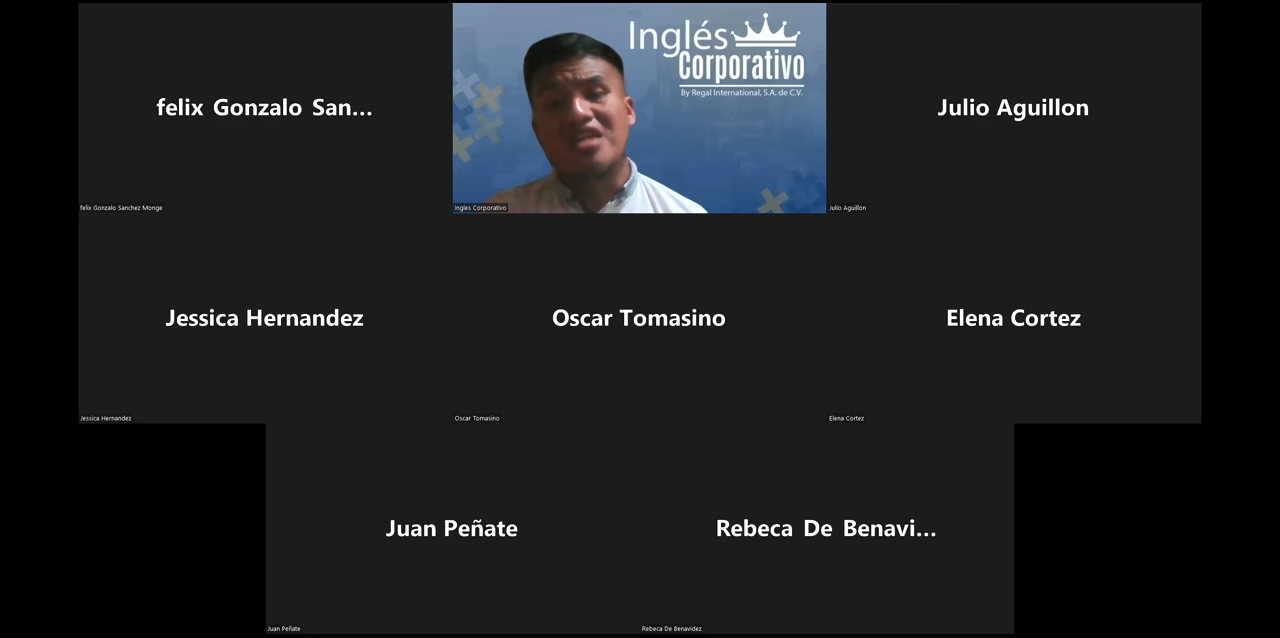 felix Gonzalo San...
felix Gonzalo Sanchez Monge
Inglés
Corporativo
By Regal International, S.A. de C.V.
Ingles Corporativo
Julio Aguillon
Julio Aguillon
Jessica Hernandez
Jessica Hernandez
Oscar Tomasino
Oscar Tomasino
Elena Cortez
Elena Cortez
Juan Peñate
Juan Peñate
Rebeca De Benavi...
Rebeca De Benavidez